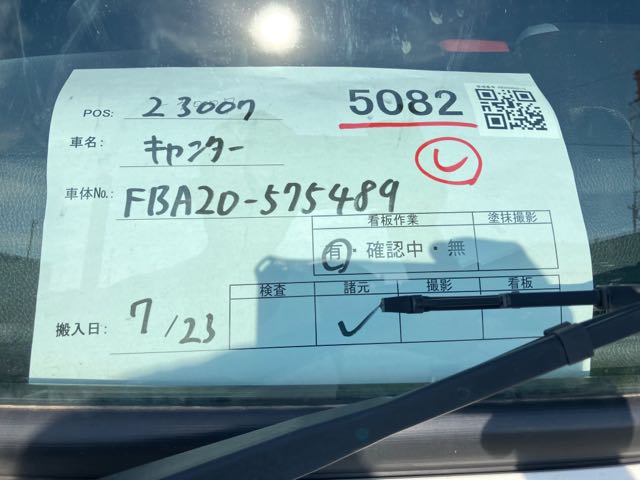 POS: 23007 5082
車名: キャンター レ
車体No.: FBA20-575489
看板作業 塗抹撮影
有・確認中・無
検査 諸元 撮影 看板
搬入日: 7/23